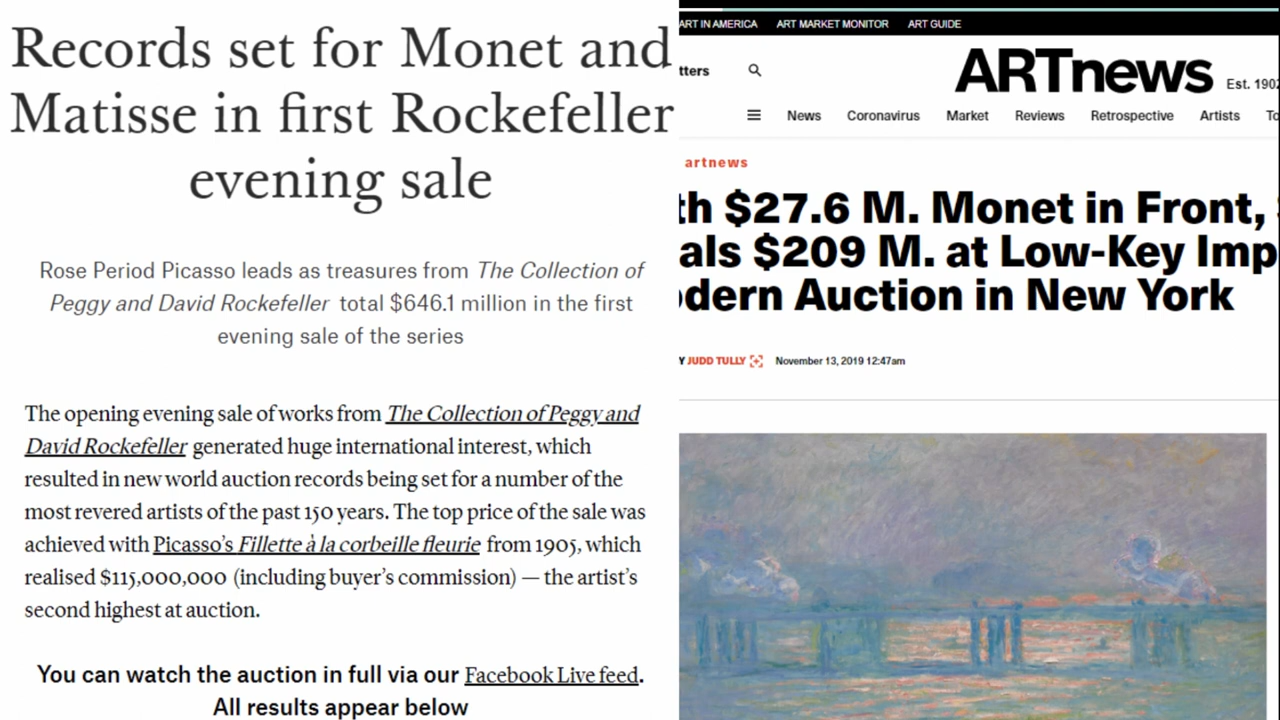 Records set for Monet and
Matisse in first Rockefeller
evening sale
Rose Period Picasso leads as treasures from The Collection of
Peggy and David Rockefeller total $646.1 million in the first
evening sale of the series
The opening evening sale of works from The Collection of Peggy and
David Rockefeller generated huge international interest, which
resulted in new world auction records being set for a number of the
most revered artists of the past 150 years. The top price of the sale was
achieved with Picasso's Fillette à la corbeille fleurie from 1905, which
realised $115,000,000 (including buyer's commission) — the artist's
second highest at auction.
You can watch the auction in full via our Facebook Live feed.
All results appear below
ART IN AMERICA ART MARKET MONITOR ART GUIDE
tters
ARTnews Est. 1902
News Coronavirus Market Reviews Retrospective Artists To
artnews
th $27.6 M. Monet in Front,
als $209 M. at Low-Key Imp
odern Auction in New York
Y JUDD TULLY November 13, 2019 12:47am